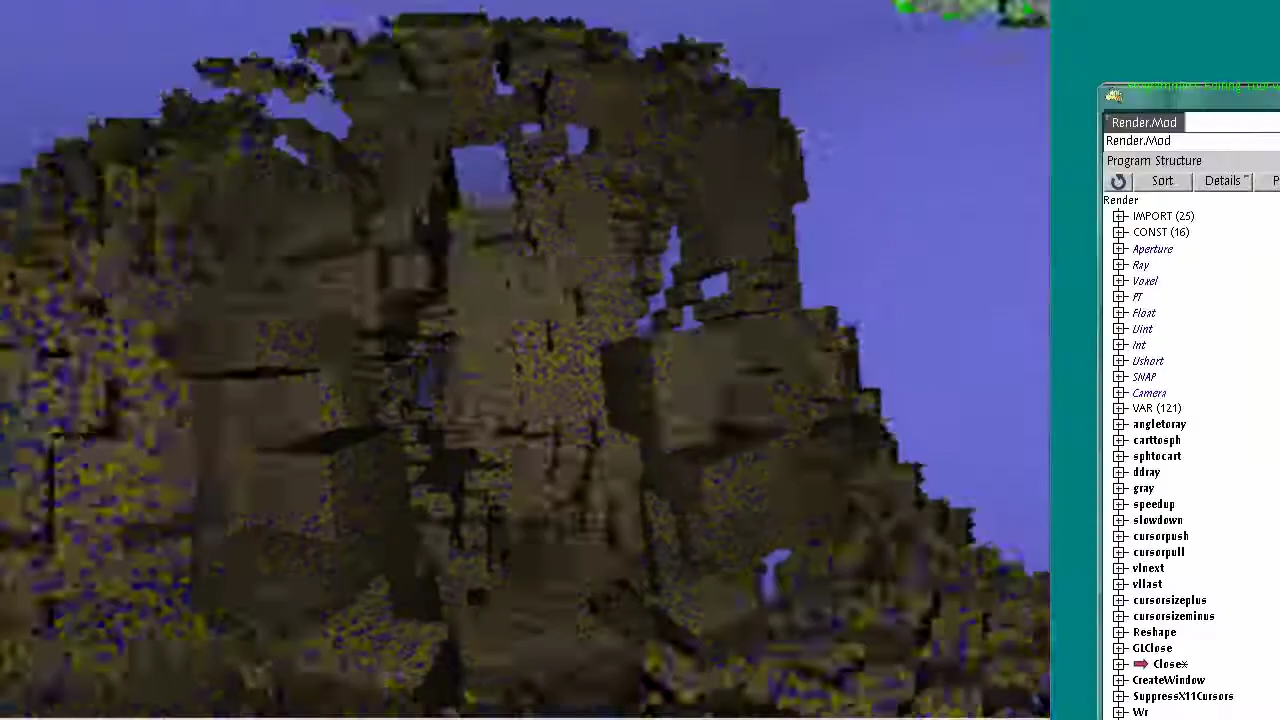 Render.Mod
Render.Mod
Program Structure
Sort Details
Render
IMPORT (25)
CONST (16)
Aperture
Ray
Voxel
PT
Float
Uint
Int
Ushort
SNAP
Camera
VAR (121)
angletoray
carttosph
sphtocart
ddray
gray
speedup
slowdown
cursorpush
cursorpull
vlnext
vllast
cursorsizeplus
cursorsizeminus
Reshape
GLClose
Close×
CreateWindow
SuppressX11Cursors
Wr